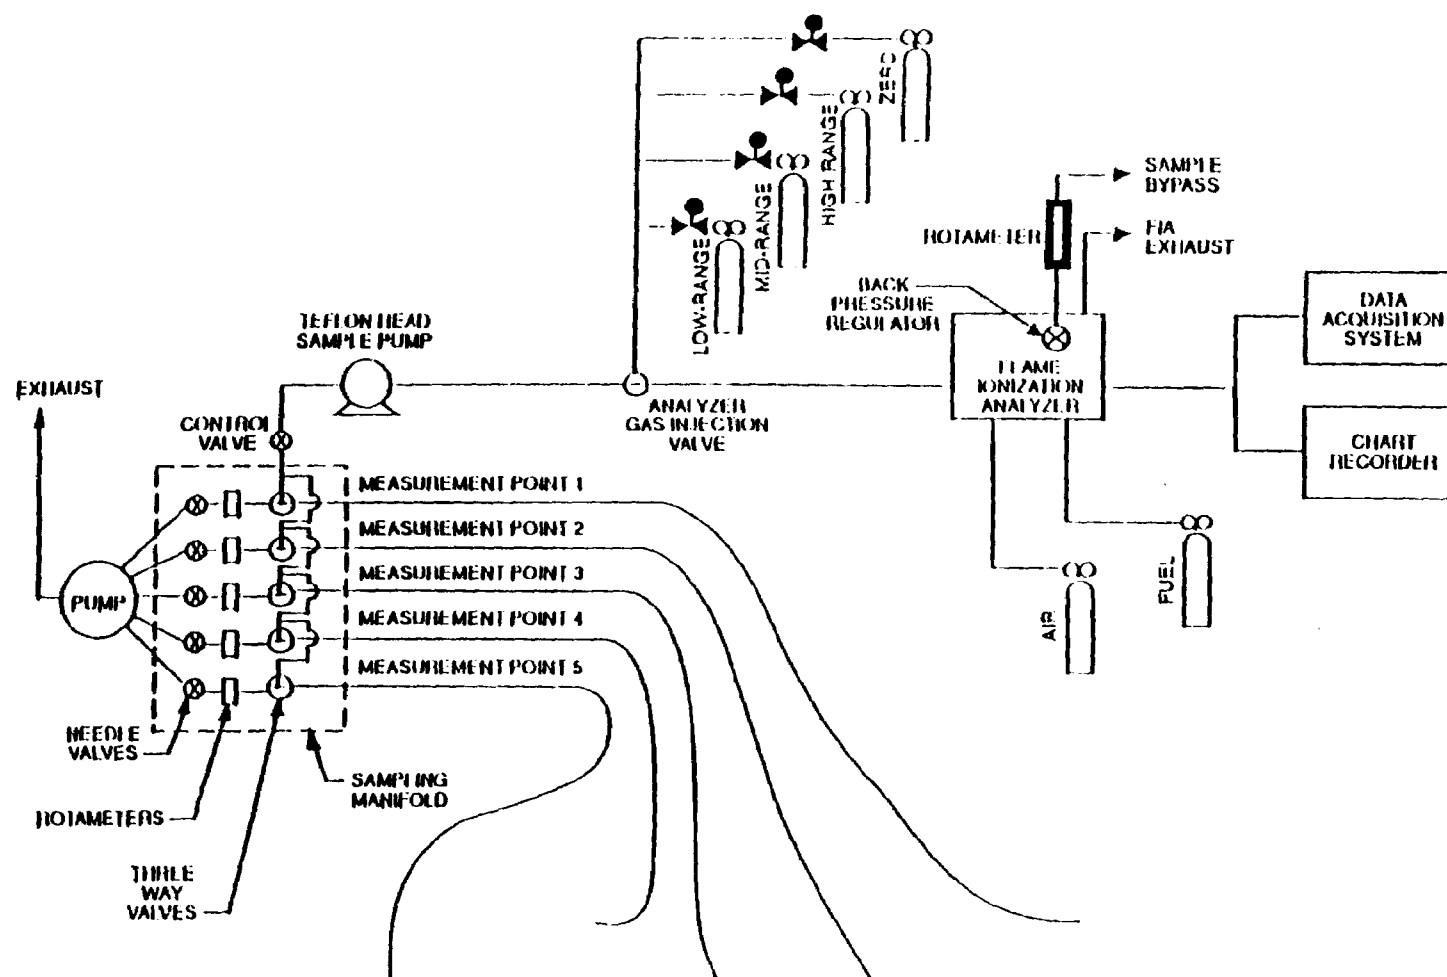 ZERO
HIGH RANGE
MID-RANGE
LOW-RANGE
SAMPLE
BYPASS
ROTAMETER
FIA
EXHAUST
BACK
PRESSURE
REGULATOR
DATA
ACQUISITION
SYSTEM
TEFLON HEAD
SAMPLE PUMP
FLAME
IONIZATION
ANALYZER
EXHAUST
ANALYZER
GAS INJECTION
VALVE
CONTROL
VALVE
CHART
RECORDER
MEASUREMENT POINT 1
MEASUREMENT POINT 2
MEASUREMENT POINT 3
MEASUREMENT POINT 4
MEASUREMENT POINT 5
PUMP
FUEL
AIR
NEEDLE
VALVES
SAMPLING
MANIFOLD
ROTAMETERS
THREE
WAY
VALVES